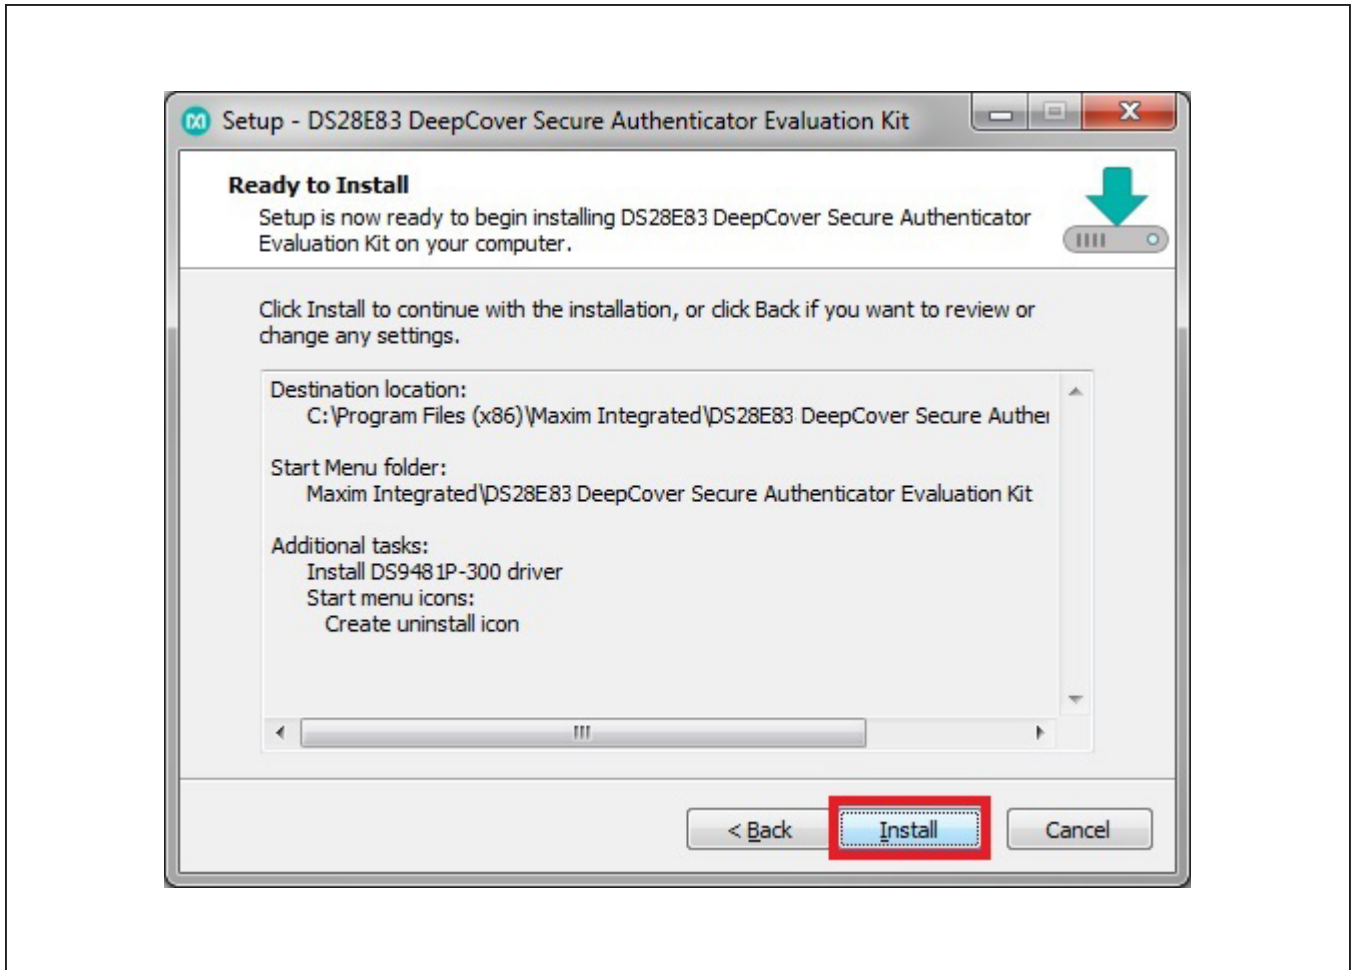 Setup - DS28E83 DeepCover Secure Authenticator Evaluation Kit
Ready to Install
Setup is now ready to begin installing DS28E83 DeepCover Secure Authenticator
Evaluation Kit on your computer.
Click Install to continue with the installation, or click Back if you want to review or
change any settings.
Destination location:
C:\Program Files (x86)\Maxim Integrated\DS28E83 DeepCover Secure Auther
Start Menu folder:
Maxim Integrated\DS28E83 DeepCover Secure Authenticator Evaluation Kit
Additional tasks:
Install DS9481P-300 driver
Start menu icons:
Create uninstall icon
< Back Install Cancel